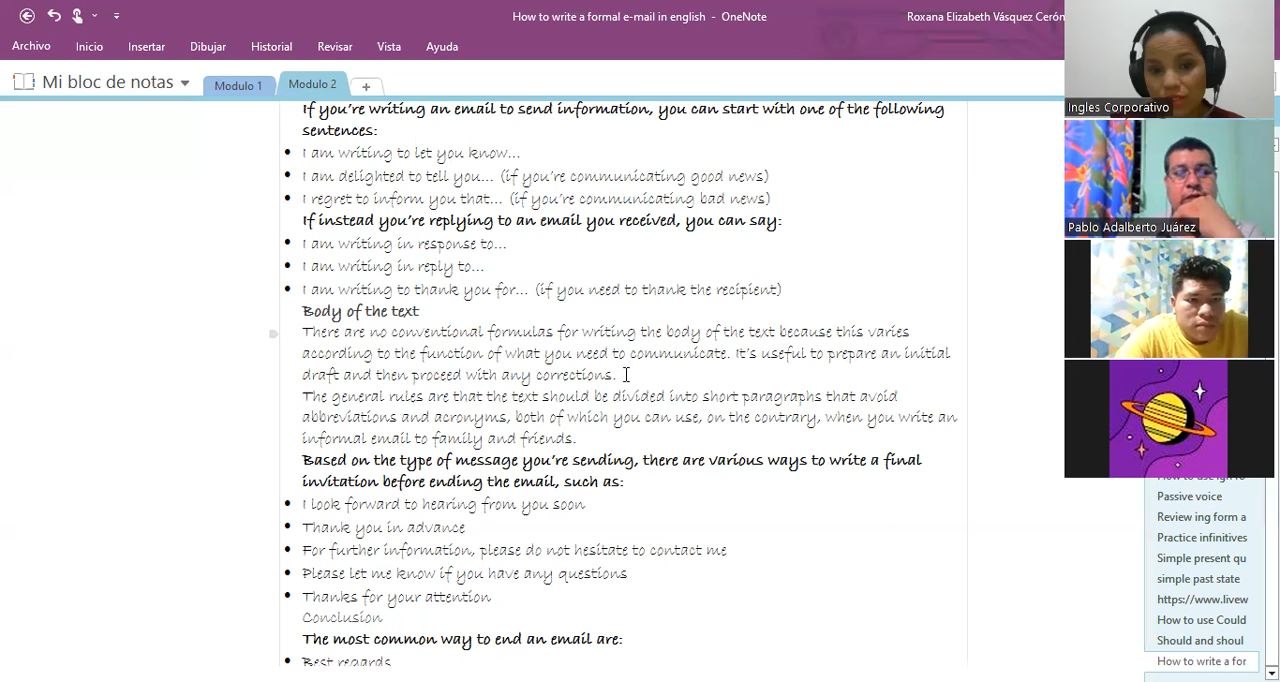 How to write a formal e-mail in english - OneNote
Roxana Elizabeth Vásquez Cerón
Archivo Inicio Insertar Dibujar Historial Revisar Vista Ayuda
Mi bloc de notas Modulo 1 Modulo 2 +
If you're writing an email to send information, you can start with one of the following
sentences:
• I am writing to let you know...
• I am delighted to tell you... (if you're communicating good news)
• I regret to inform you that... (if you're communicating bad news)
If instead you're replying to an email you received, you can say:
• I am writing in response to...
• I am writing in reply to...
• I am writing to thank you for... (if you need to thank the recipient)
Body of the text
There are no conventional formulas for writing the body of the text because this varies
according to the function of what you need to communicate. It's useful to prepare an initial
draft and then proceed with any corrections.
The general rules are that the text should be divided into short paragraphs that avoid
abbreviations and acronyms, both of which you can use, on the contrary, when you write an
informal email to family and friends.
Based on the type of message you're sending, there are various ways to write a final
invitation before ending the email, such as:
• I look forward to hearing from you soon
• Thank you in advance
• For further information, please do not hesitate to contact me
• Please let me know if you have any questions
• Thanks for your attention
Conclusion
The most common way to end an email are:
• Best regards
Ingles Corporativo
Pablo Adalberto Juárez
Passive voice
Review ing form a
Practice infinitives
Simple present qu
simple past state
https://www.livew
How to use Could
Should and shoul
How to write a for